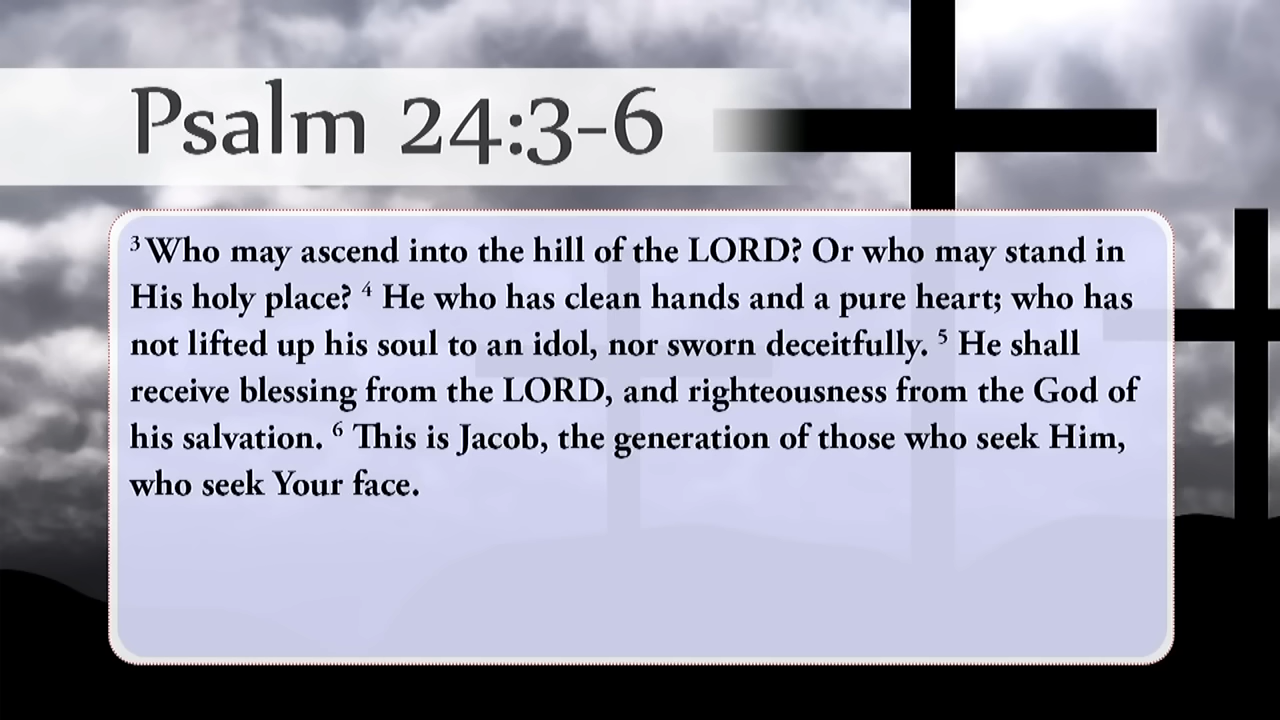 Psalm 24:3-6
³ Who may ascend into the hill of the LORD? Or who may stand in
His holy place? ⁴ He who has clean hands and a pure heart; who has
not lifted up his soul to an idol, nor sworn deceitfully. ⁵ He shall
receive blessing from the LORD, and righteousness from the God of
his salvation. ⁶ This is Jacob, the generation of those who seek Him,
who seek Your face.